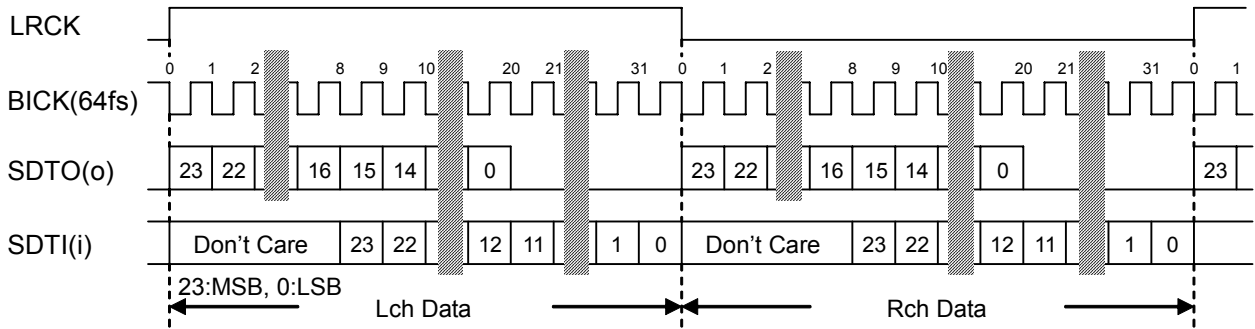 LRCK
0 1 2 8 9 10 20 21 31 0 1 2 8 9 10 20 21 31 0 1
BICK(64fs)
SDTO(o) 23 22 16 15 14 0 23 22 16 15 14 0 23
SDTI(i) Don't Care 23 22 12 11 1 0 Don't Care 23 22 12 11 1 0
23:MSB, 0:LSB
Lch Data Rch Data